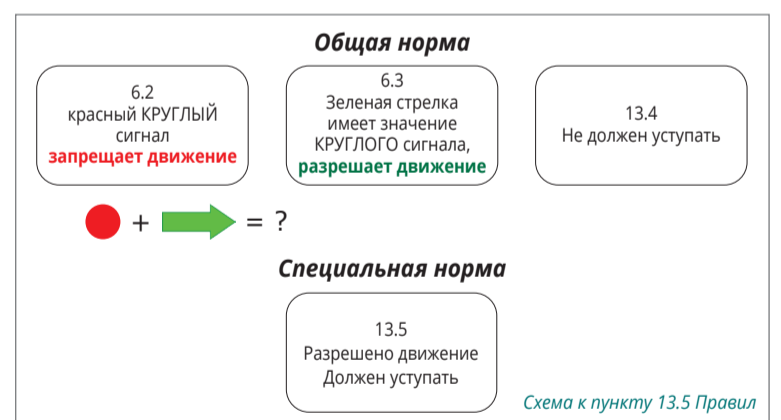 Общая норма
6.2
красный КРУГЛЫЙ
сигнал
запрещает движение
6.3
Зеленая стрелка
имеет значение
КРУГЛОГО сигнала,
разрешает движение
13.4
Не должен уступать
+ = ?
Специальная норма
13.5
Разрешено движение
Должен уступать
Схема к пункту 13.5 Правил